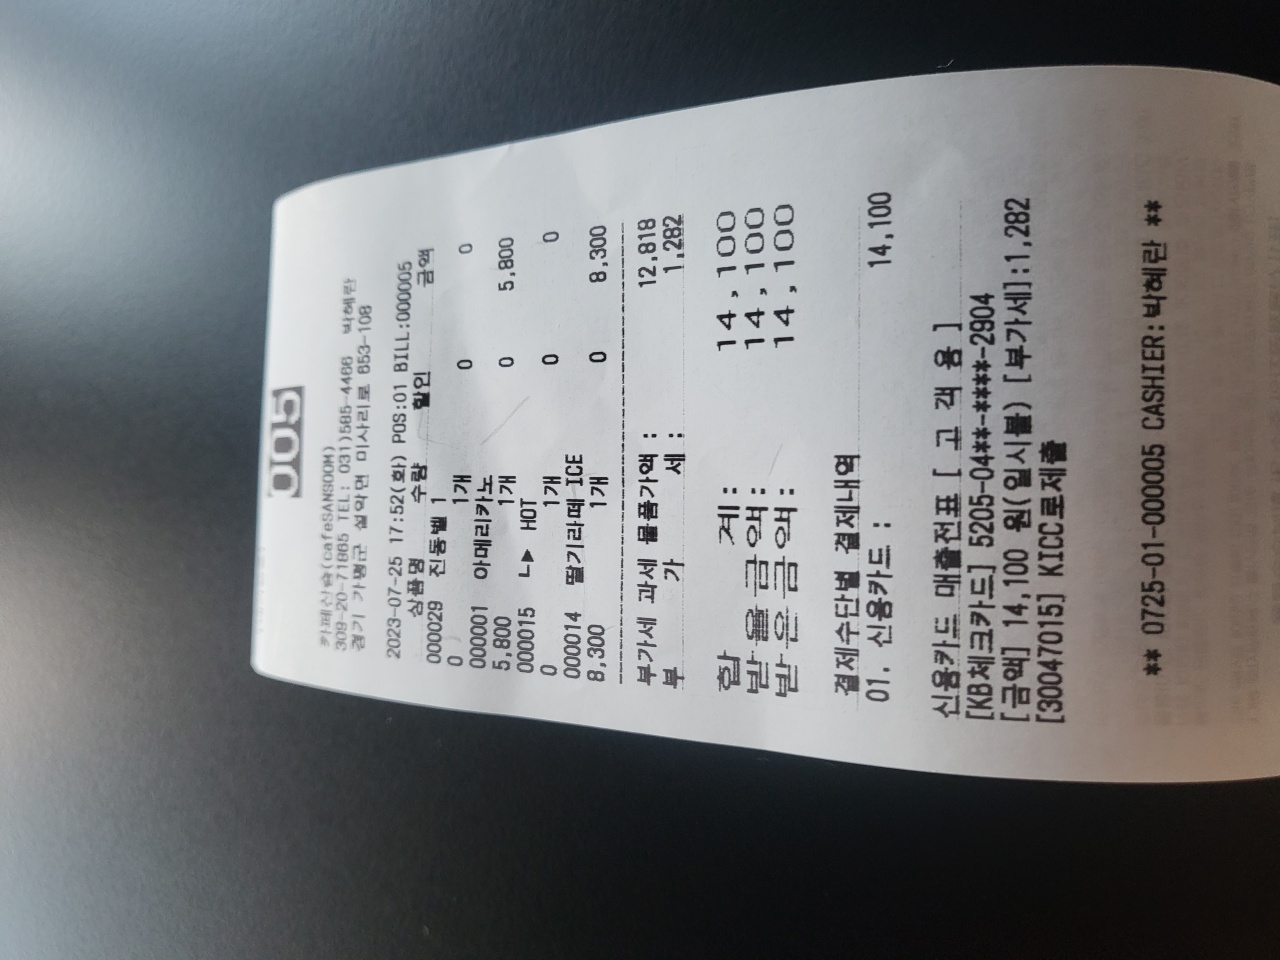 005
카페산숨(cafeSANSOOM)
309-20-71865 TEL: 031)585-4466 박혜란
경기 가평군 설악면 미사리로 653-108
2023-07-25 17:52(화) POS:01 BILL:000005
상품명 수량 할인 금액
000029 진동벨 1
0 1개 0 0
000001 아메리카노
5,800 1개 0 5,800
000015 ㄴ▶ HOT
0 1개 0 0
000014 딸기라떼 ICE
8,300 1개 0 8,300
부가세 과세 물품가액 : 12,818
부 가 세 : 1,282
합 계: 14,100
받을금액: 14,100
받은금액: 14,100
결제수단별 결제내역
01. 신용카드 : 14,100
신용카드 매출전표 [ 고 객 용 ]
[KB체크카드] 5205-04**-****-2904
[금액] 14,100 원(일시불) [부가세]:1,282
[30047015] KICC로제출
** 0725-01-000005 CASHIER:박혜란 **